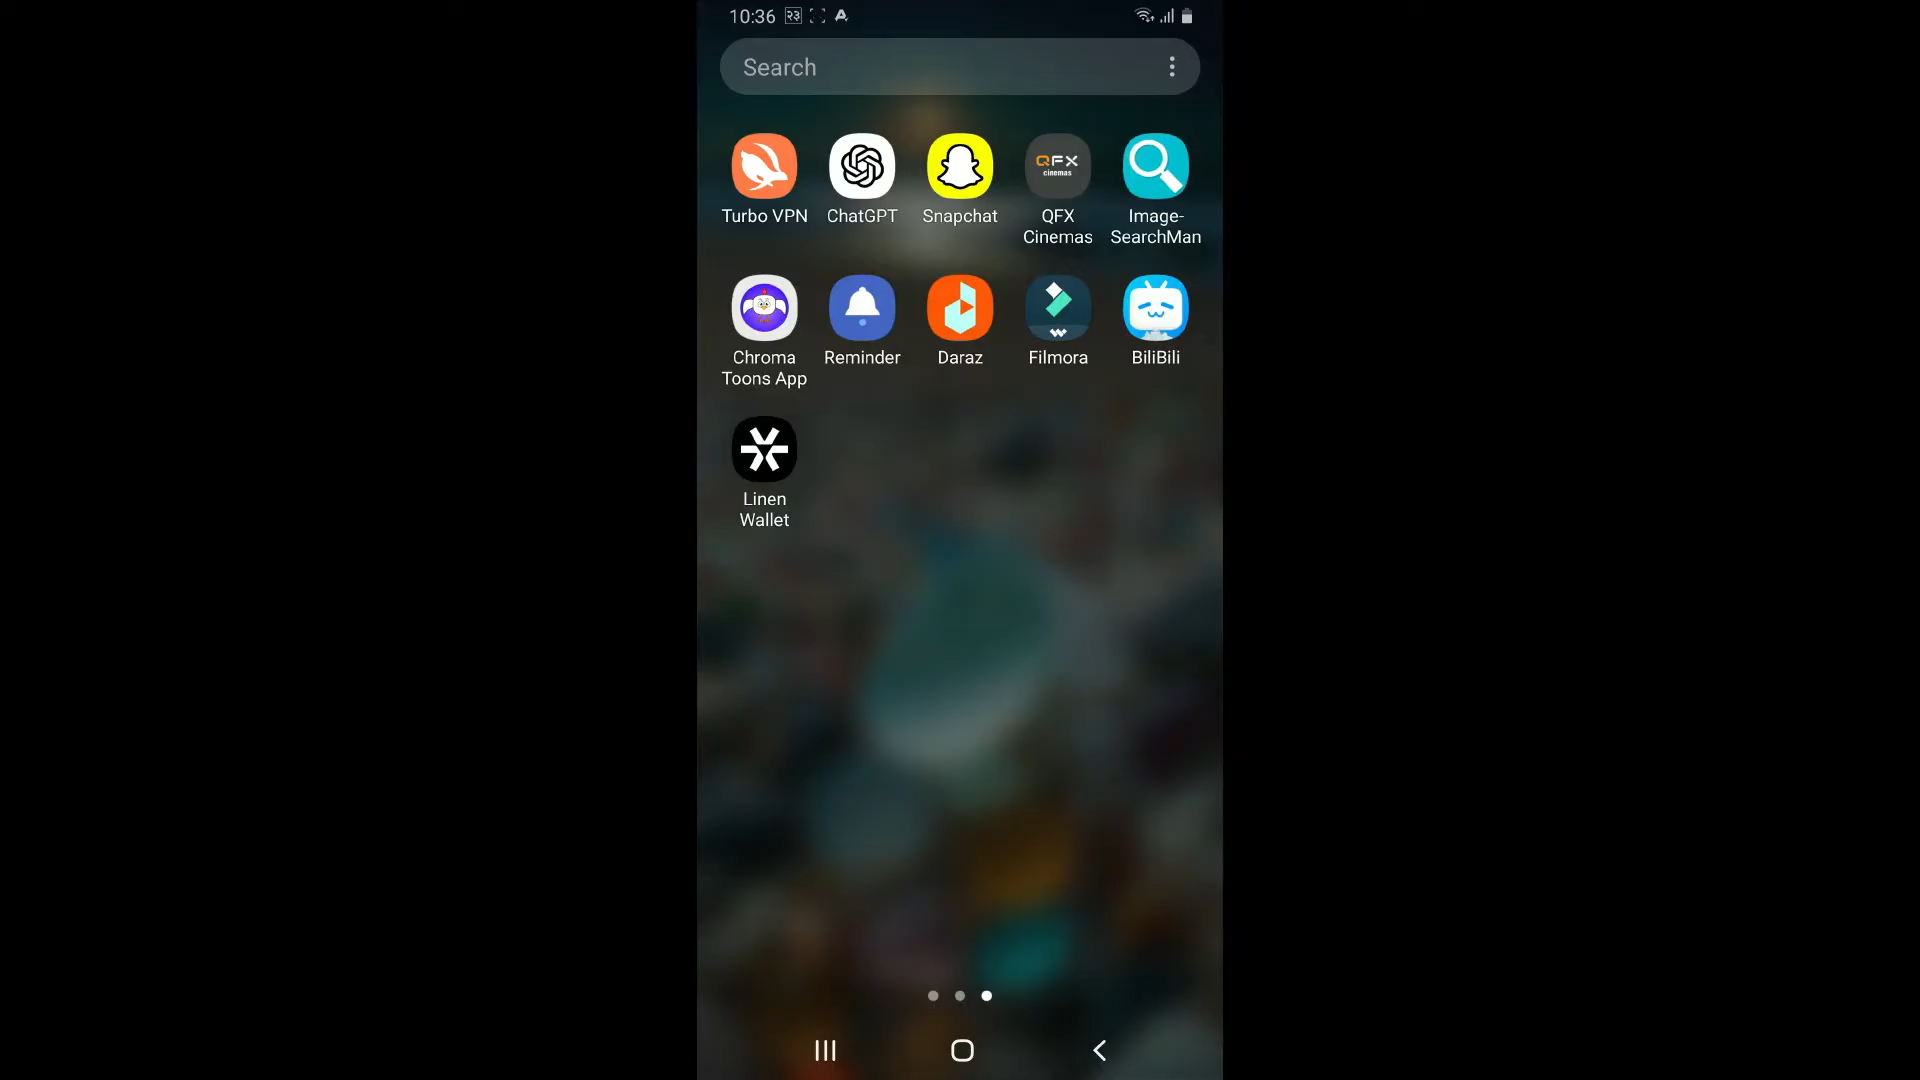 10:36 २३
Search
QFX
cinemas
Turbo VPN ChatGPT Snapchat QFX Cinemas Image-SearchMan
Chroma Toons App Reminder Daraz Filmora BiliBili
Linen
Wallet